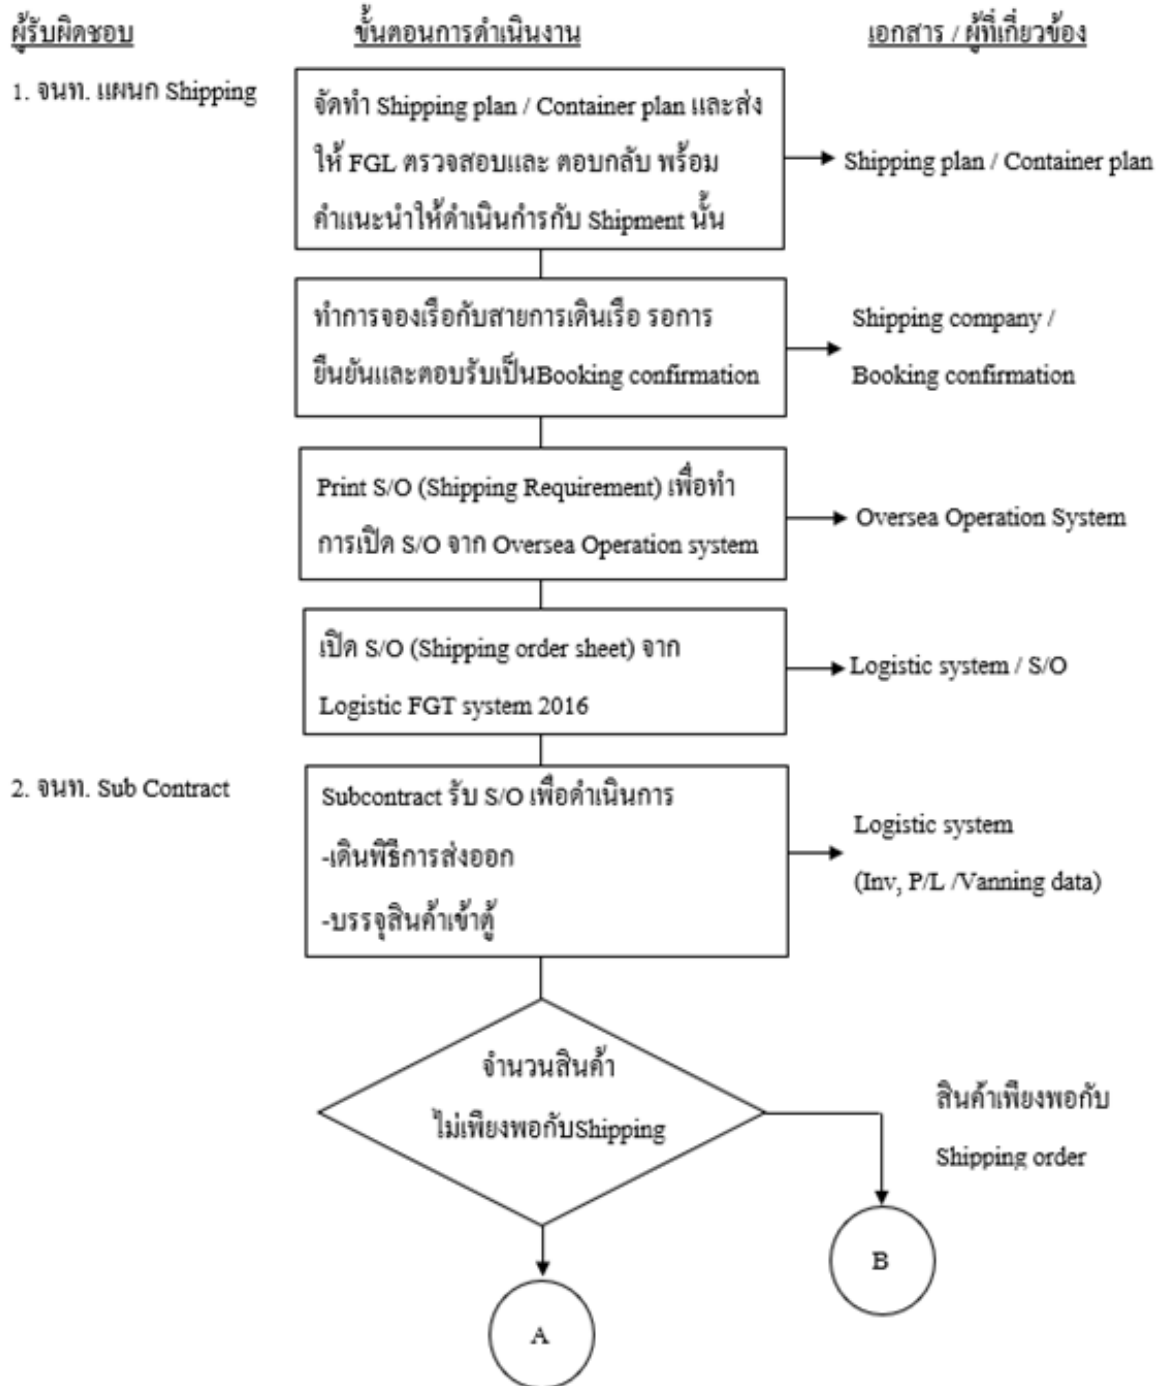 ผู้รับผิดชอบ
ขั้นตอนการดำเนินงาน
เอกสาร / ผู้ที่เกี่ยวข้อง
1. จนท. แผนก Shipping
จัดทำ Shipping plan / Container plan และส่ง
ให้ FGL ตรวจสอบและ ตอบกลับ พร้อม
คำแนะนำให้ดำเนินการกับ Shipment นั้น
Shipping plan / Container plan
ทำการจองเรือกับสายการเดินเรือ รอการ
ยืนยันและตอบรับเป็นBooking confirmation
Shipping company /
Booking confirmation
Print S/O (Shipping Requirement) เพื่อทำ
การเปิด S/O จาก Oversea Operation system
Oversea Operation System
เปิด S/O (Shipping order sheet) จาก
Logistic FGT system 2016
Logistic system / S/O
2. จนท. Sub Contract
Subcontract รับ S/O เพื่อดำเนินการ
-เดินพิธีการส่งออก
-บรรจุสินค้าเข้าตู้
Logistic system
(Inv, P/L /Vanning data)
จำนวนสินค้า
ไม่เพียงพอกับShipping
สินค้าเพียงพอกับ
Shipping order
B
A